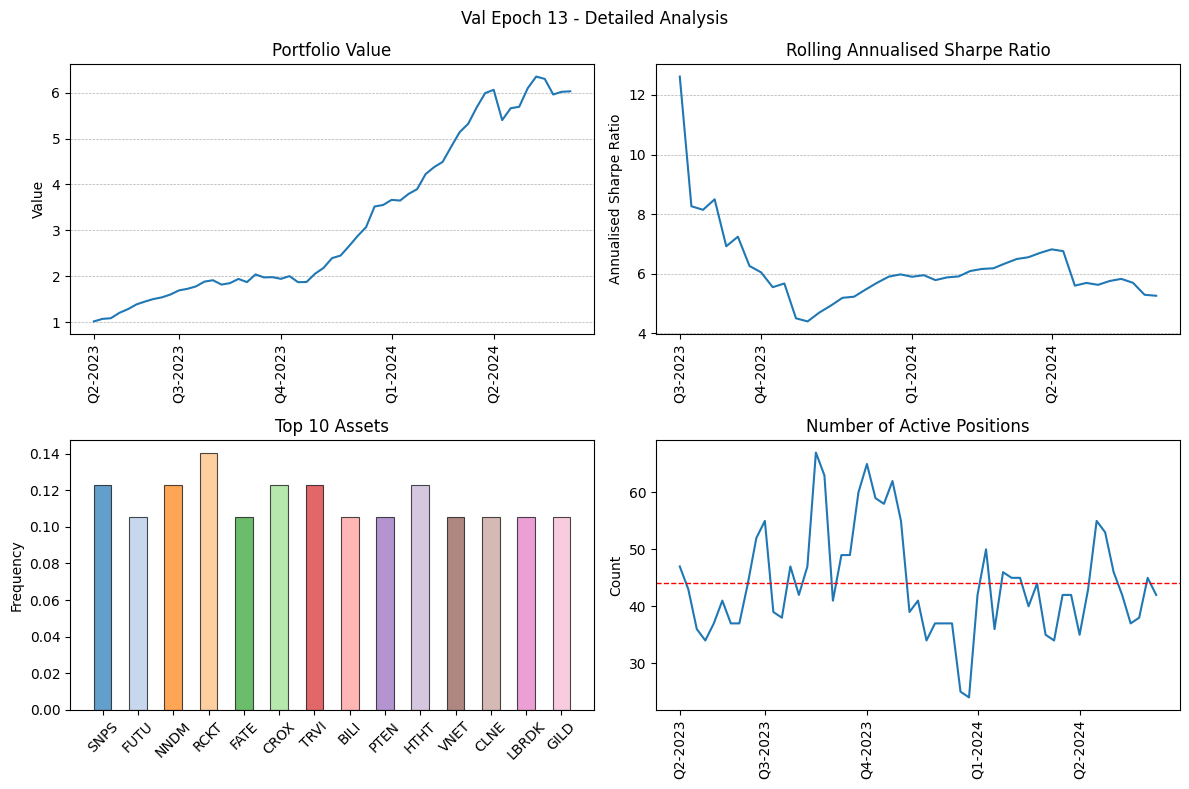 Val Epoch 13 - Detailed Analysis
Portfolio Value
Value
6
5
4
3
2
1
Q2-2023
Q3-2023
Q4-2023
Q1-2024
Q2-2024
Rolling Annualised Sharpe Ratio
Annualised Sharpe Ratio
12
10
8
6
4
Q3-2023
Q4-2023
Q1-2024
Q2-2024
Top 10 Assets
Frequency
0.14
0.12
0.10
0.08
0.06
0.04
0.02
0.00
SNPS
FUTU
NNDM
RCKT
FATE
CROX
TRVI
BILI
PTEN
HTHT
VNET
CLNE
LBRDK
GILD
Number of Active Positions
Count
60
50
40
30
Q2-2023
Q3-2023
Q4-2023
Q1-2024
Q2-2024